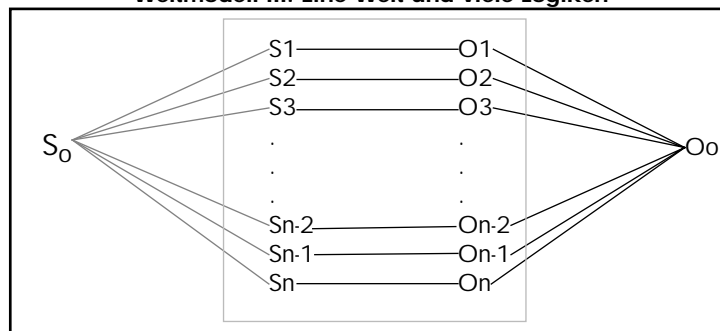 Weltmodell III: Eine Welt und viele Logiken
S1 O1
S2 O2
S3 O3
S₀ . . Oo
. .
. .
Sn-2 On-2
Sn-1 On-1
Sn On